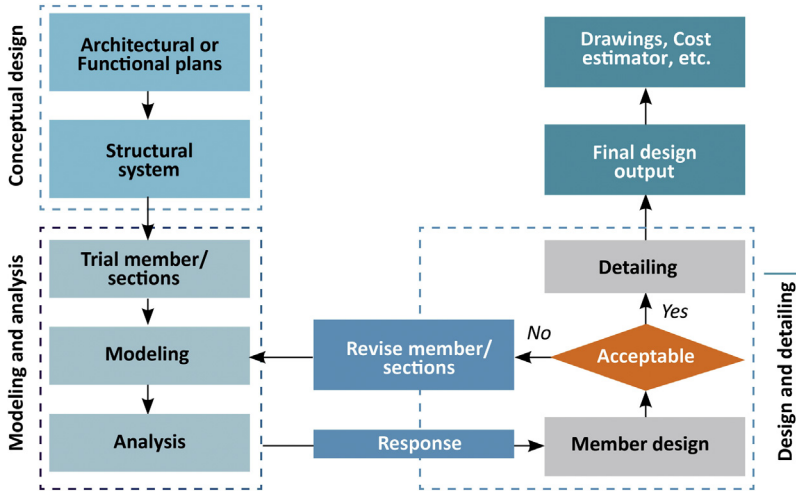 Conceptual design
Architectural or
Functional plans
Structural
system
Modeling and analysis
Trial member/
sections
Modeling
Analysis
Revise member/
sections
Response
Drawings, Cost
estimator, etc.
Final design
output
Detailing
Yes
No
Acceptable
Member design
Design and detailing